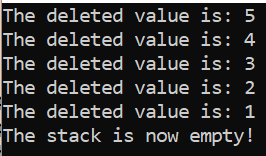 The deleted value is: 5
The deleted value is: 4
The deleted value is: 3
The deleted value is: 2
The deleted value is: 1
The stack is now empty!